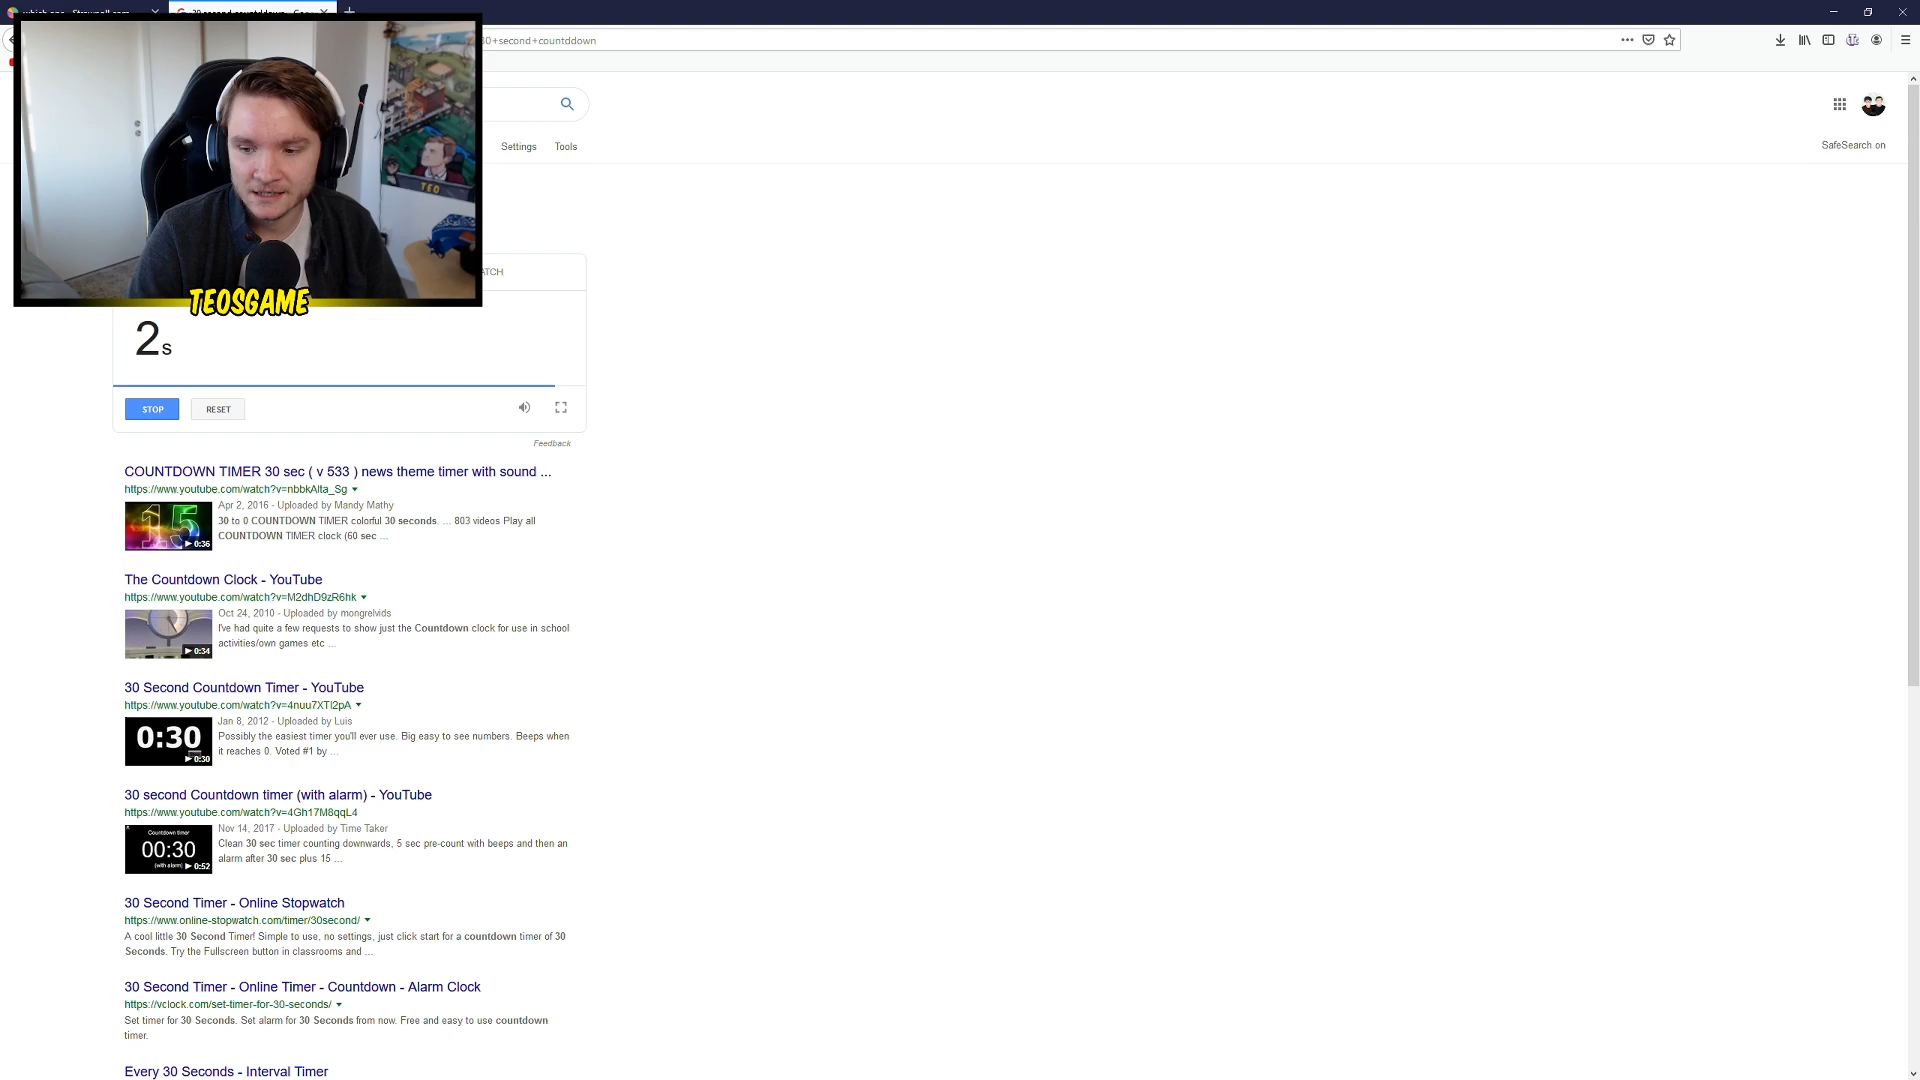 30+second+countddown
Settings
Tools
SafeSearch on
TEO
TEOSGAME
2s
STOP
RESET
Feedback
COUNTDOWN TIMER 30 sec ( v 533 ) news theme timer with sound ...
https://www.youtube.com/watch?v=nbbkAlta_Sg
Apr 2, 2016 - Uploaded by Mandy Mathy
30 to 0 COUNTDOWN TIMER colorful 30 seconds. ... 803 videos Play all
COUNTDOWN TIMER clock (60 sec ...
15
0:36
The Countdown Clock - YouTube
https://www.youtube.com/watch?v=M2dhD9zR6hk
Oct 24, 2010 - Uploaded by mongrelvids
I've had quite a few requests to show just the Countdown clock for use in school
activities/own games etc ...
0:34
30 Second Countdown Timer - YouTube
https://www.youtube.com/watch?v=4nuu7XTI2pA
Jan 8, 2012 - Uploaded by Luis
Possibly the easiest timer you'll ever use. Big easy to see numbers. Beeps when
it reaches 0. Voted #1 by ...
0:30
0:30
30 second Countdown timer (with alarm) - YouTube
https://www.youtube.com/watch?v=4Gh17M8qqL4
Nov 14, 2017 - Uploaded by Time Taker
Clean 30 sec timer counting downwards, 5 sec pre-count with beeps and then an
alarm after 30 sec plus 15 ...
Countdown timer
00:30
(with alarm)
0:52
30 Second Timer - Online Stopwatch
https://www.online-stopwatch.com/timer/30second/
A cool little 30 Second Timer! Simple to use, no settings, just click start for a countdown timer of 30
Seconds. Try the Fullscreen button in classrooms and ...
30 Second Timer - Online Timer - Countdown - Alarm Clock
https://vclock.com/set-timer-for-30-seconds/
Set timer for 30 Seconds. Set alarm for 30 Seconds from now. Free and easy to use countdown
timer.
Every 30 Seconds - Interval Timer